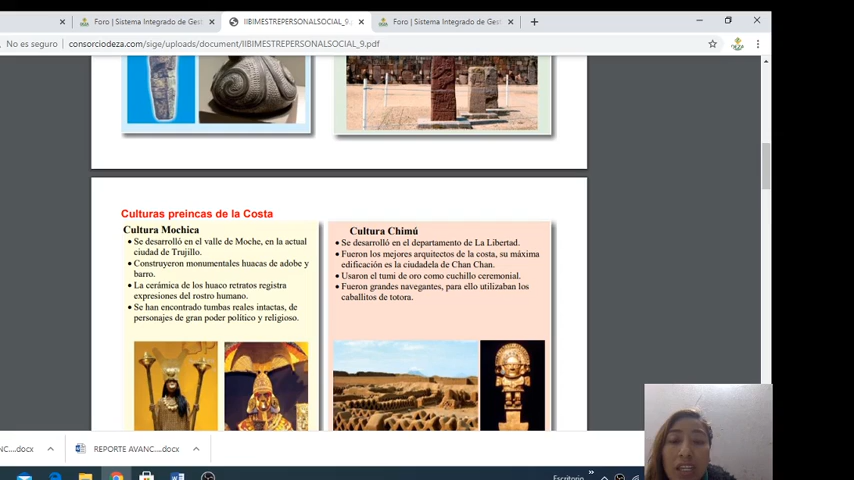 Foro | Sistema Integrado de Gest
IIBIMESTREPERSONALSOCIAL_9.p
Foro | Sistema Integrado de Gest
No es seguro | consorciodeza.com/sige/uploads/document/IIBIMESTREPERSONALSOCIAL_9.pdf
Culturas preincas de la Costa
Cultura Mochica
• Se desarrolló en el valle de Moche, en la actual
ciudad de Trujillo.
• Construyeron monumentales huacas de adobe y
barro.
• La cerámica de los huaco retratos registra
expresiones del rostro humano.
• Se han encontrado tumbas reales intactas, de
personajes de gran poder político y religioso.
Cultura Chimú
• Se desarrolló en el departamento de La Libertad.
• Fueron los mejores arquitectos de la costa, su máxima
edificación es la ciudadela de Chan Chan.
• Usaron el tumi de oro como cuchillo ceremonial.
• Fueron grandes navegantes, para ello utilizaban los
caballitos de totora.
NC....docx
REPORTE AVANC....docx
Escritorio